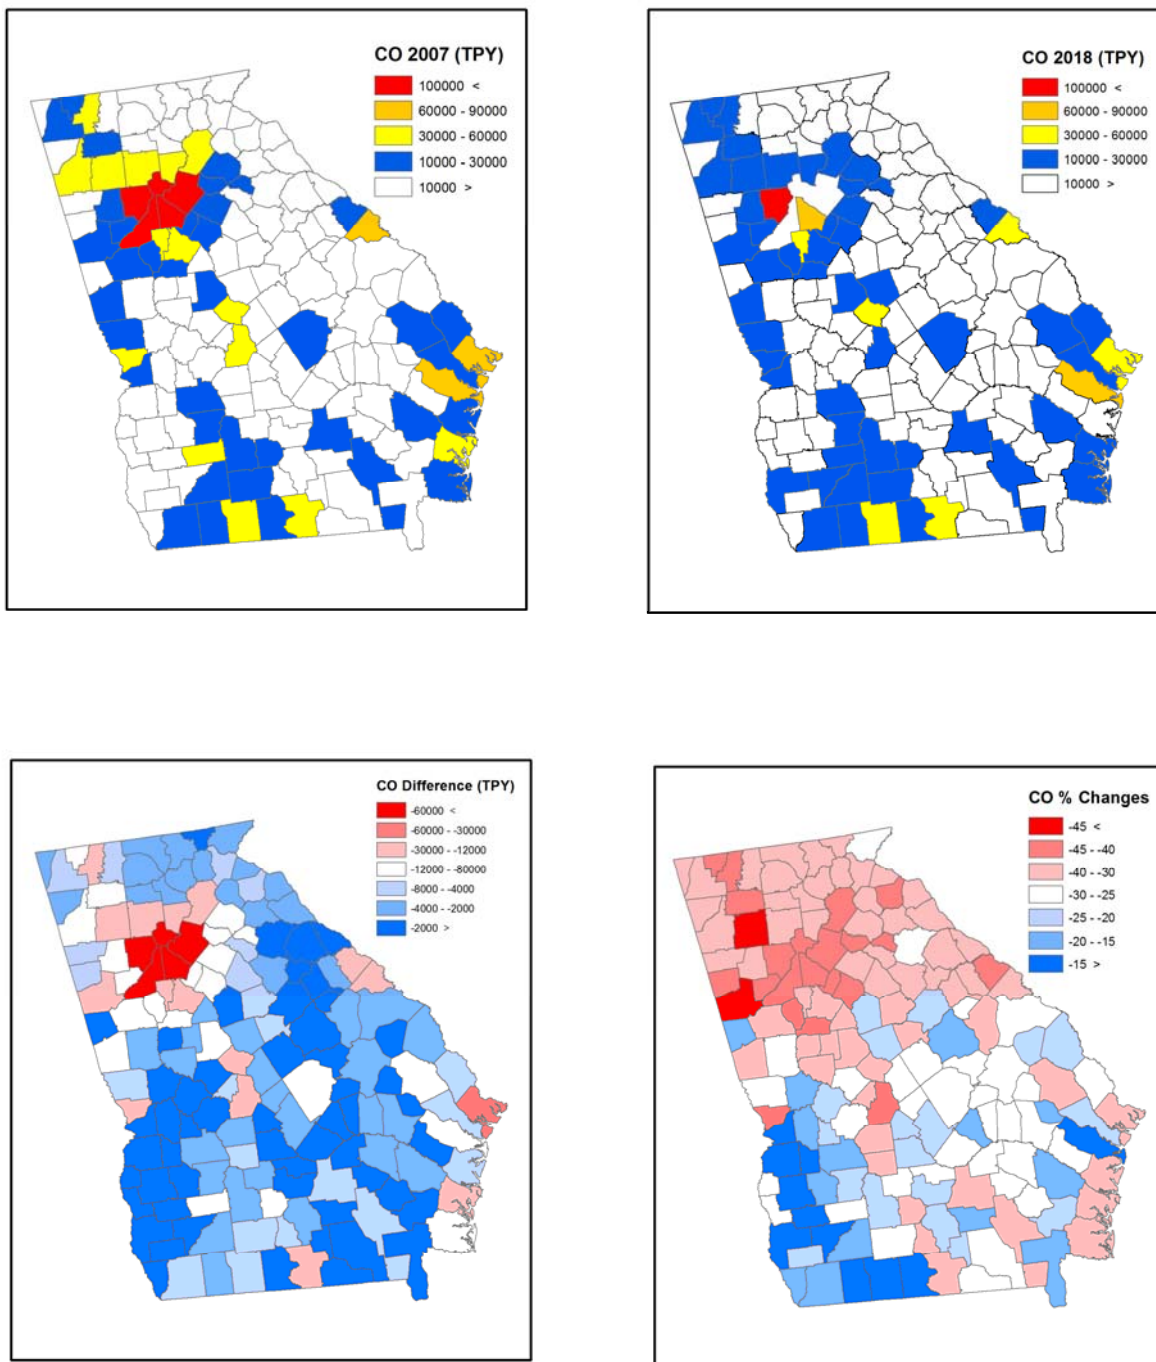 CO 2007 (TPY)
100000 <
60000 - 90000
30000 - 60000
10000 - 30000
10000 >
CO 2018 (TPY)
100000 <
60000 - 90000
30000 - 60000
10000 - 30000
10000 >
CO Difference (TPY)
-60000 <
-60000 - -30000
-30000 - -12000
-12000 - -80000
-8000 - -4000
-4000 - -2000
-2000 >
CO % Changes
-45 <
-45 - -40
-40 - -30
-30 - -25
-25 - -20
-20 - -15
-15 >